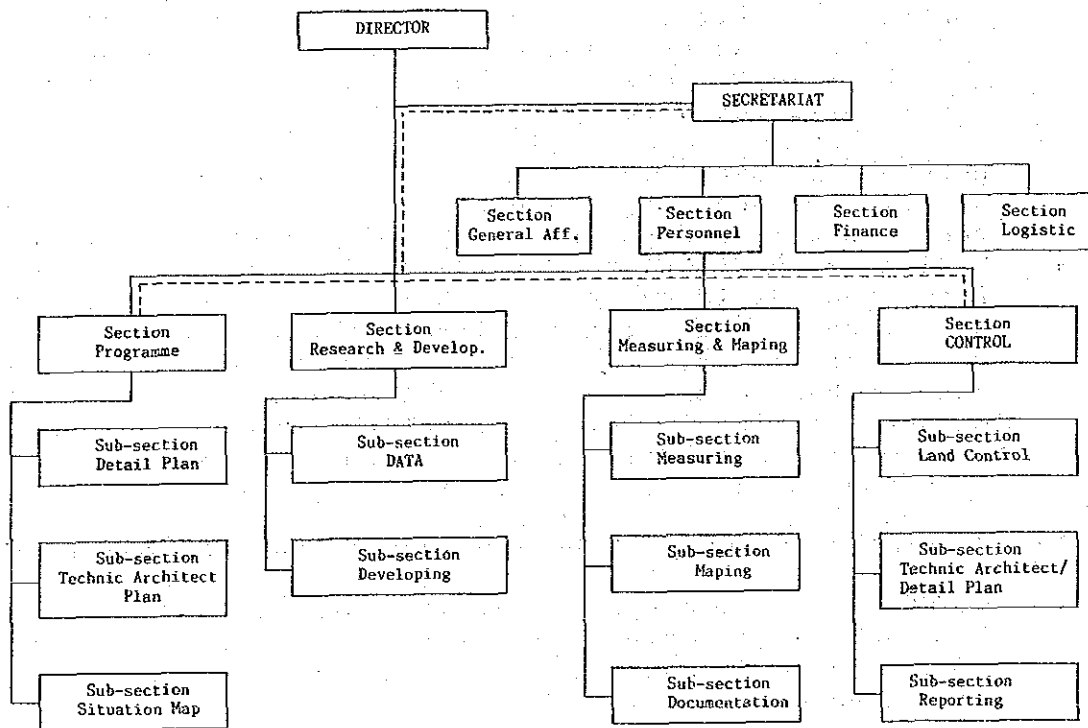 DIRECTOR
SECRETARIAT
Section
General Aff.
Section
Personnel
Section
Finance
Section
Logistic
Section
Programme
Section
Research & Develop.
Section
Measuring & Maping
Section
CONTROL
Sub-section
Detail Plan
Sub-section
DATA
Sub-section
Measuring
Sub-section
Land Control
Sub-section
Technic Architect
Plan
Sub-section
Developing
Sub-section
Maping
Sub-section
Technic Architect/
Detail Plan
Sub-section
Situation Map
Sub-section
Documentation
Sub-section
Reporting